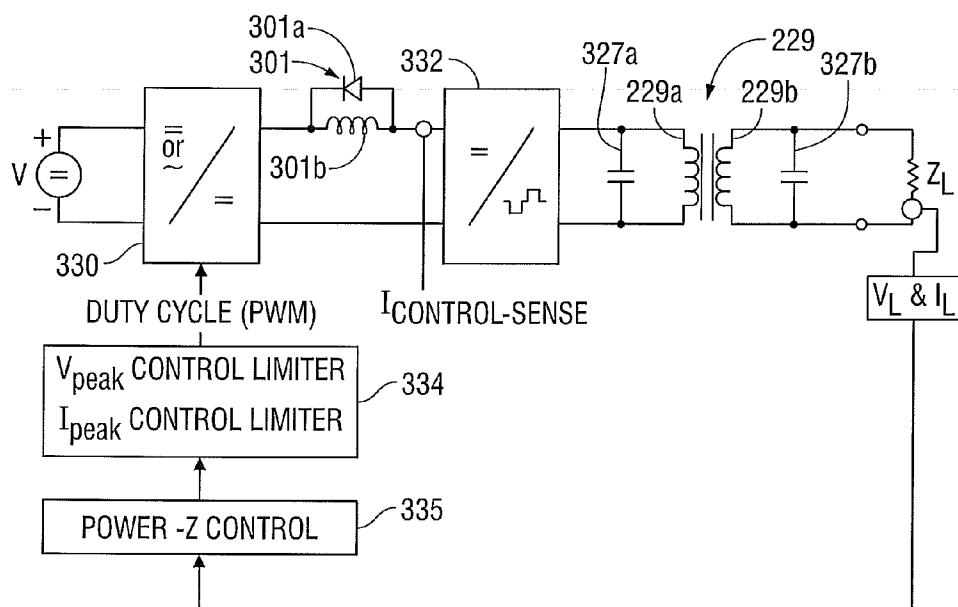 301a
301
332
229
327a
327b
229a
229b
+
V
=
–
=
or
~
=
301b
=
Z_L
330
I_CONTROL-SENSE
V_L & I_L
DUTY CYCLE (PWM)
V_peak CONTROL LIMITER
I_peak CONTROL LIMITER
334
POWER -Z CONTROL
335